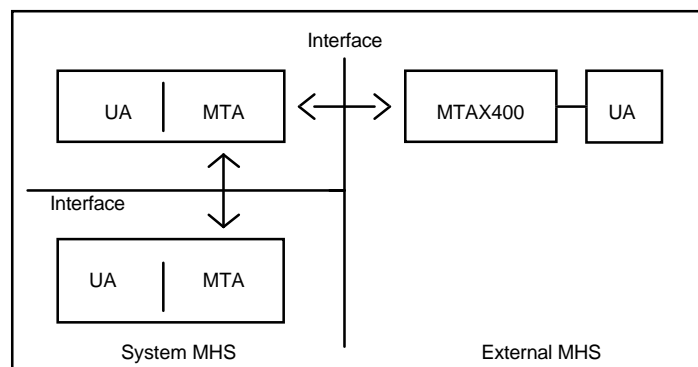 Interface
UA MTA
MTAX400 UA
Interface
UA MTA
System MHS External MHS